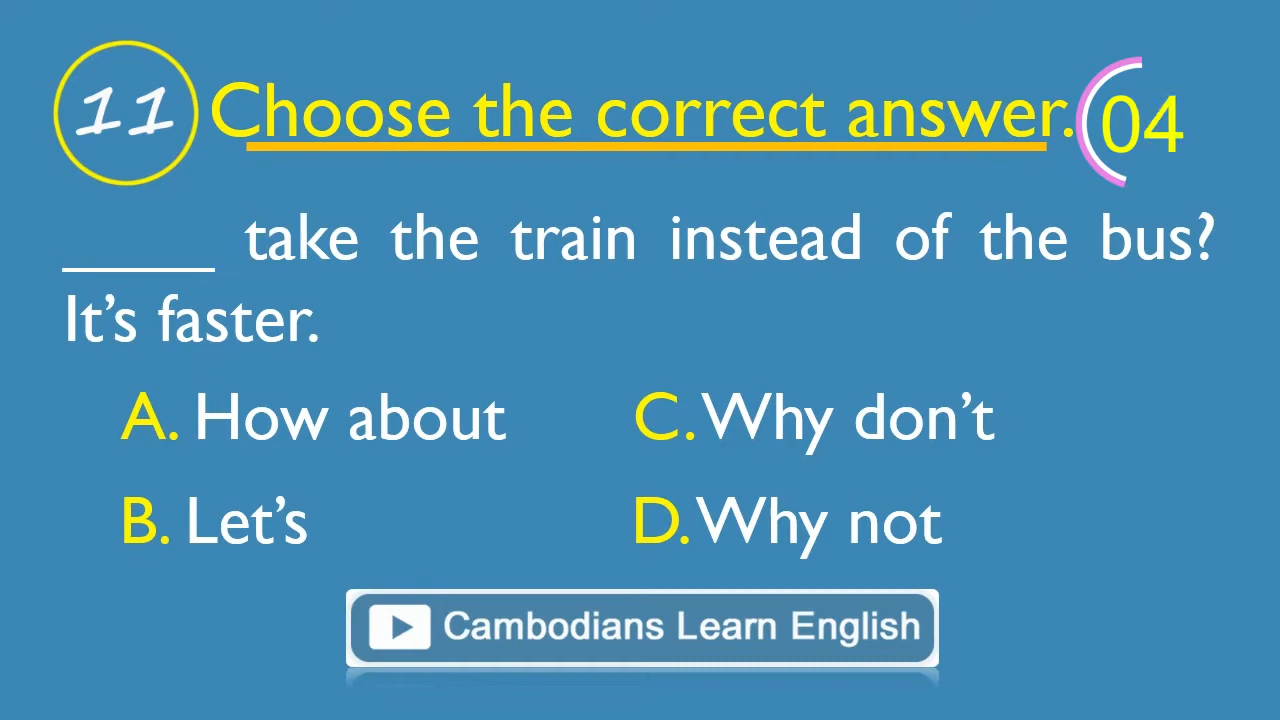 11 Choose the correct answer. 04
_____ take the train instead of the bus?
It’s faster.
A. How about C. Why don’t
B. Let’s D. Why not
Cambodians Learn English